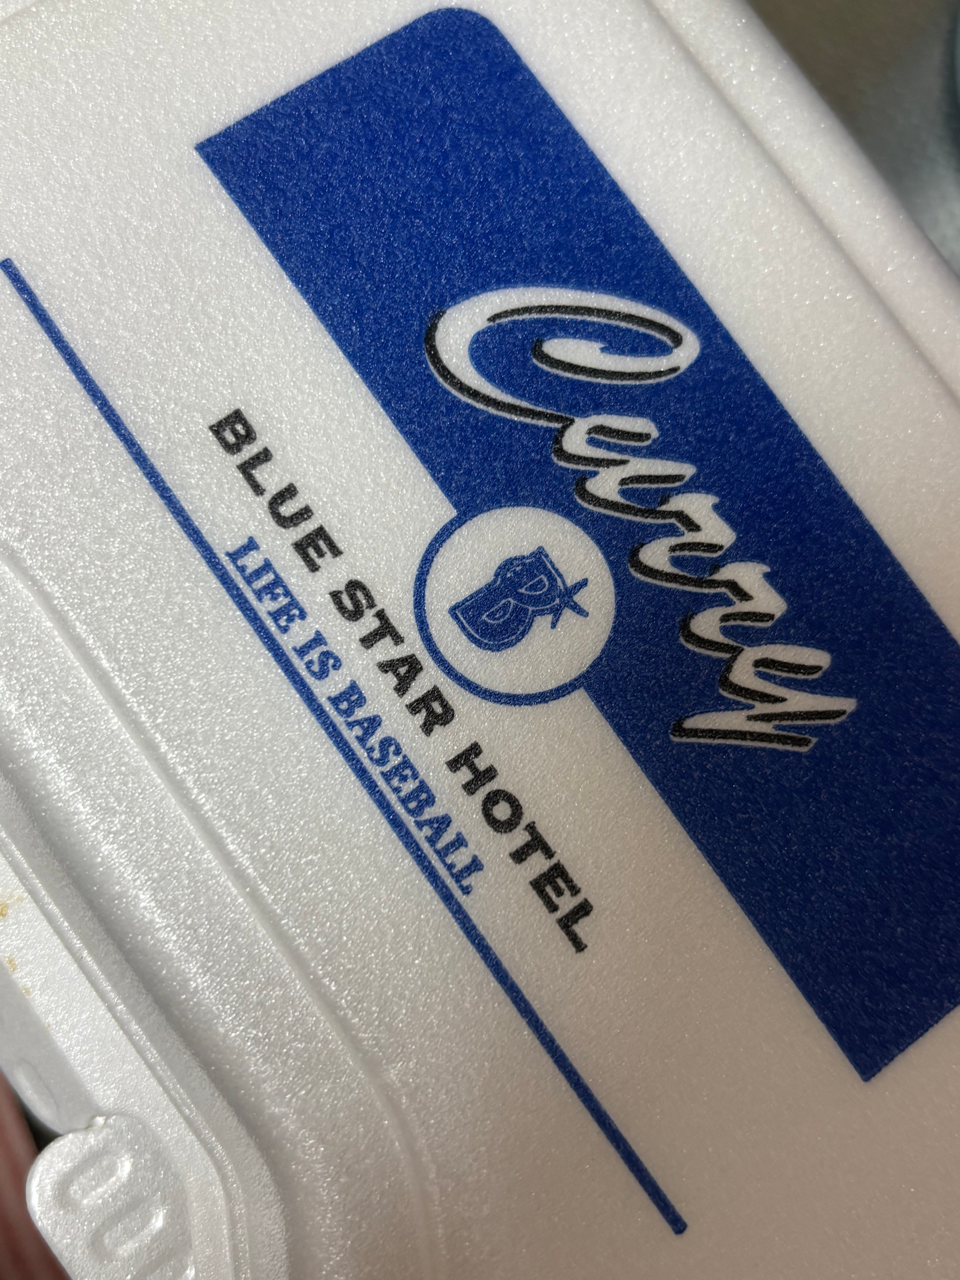 Curry
B
BLUE STAR HOTEL
LIFE IS BASEBALL